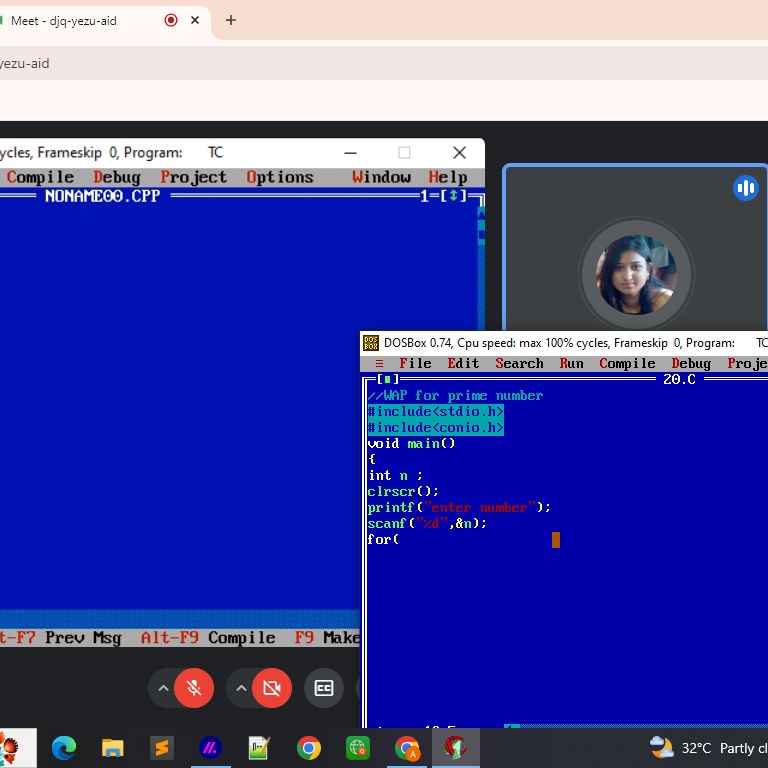 Meet - djq-yezu-aid
yezu-aid
cycles, Frameskip 0, Program: TC
Compile Debug Project Options Window Help
NONAME00.CPP 1=[↕]
DOSBox 0.74, Cpu speed: max 100% cycles, Frameskip 0, Program: TC
≡ File Edit Search Run Compile Debug Proje
[■] 20.C
//WAP for prime number
#include<stdio.h>
#include<conio.h>
void main()
{
int n ;
clrscr();
printf("enter number");
scanf("%d",&n);
for(
t-F7 Prev Msg Alt-F9 Compile F9 Make
CC
32°C Partly cl